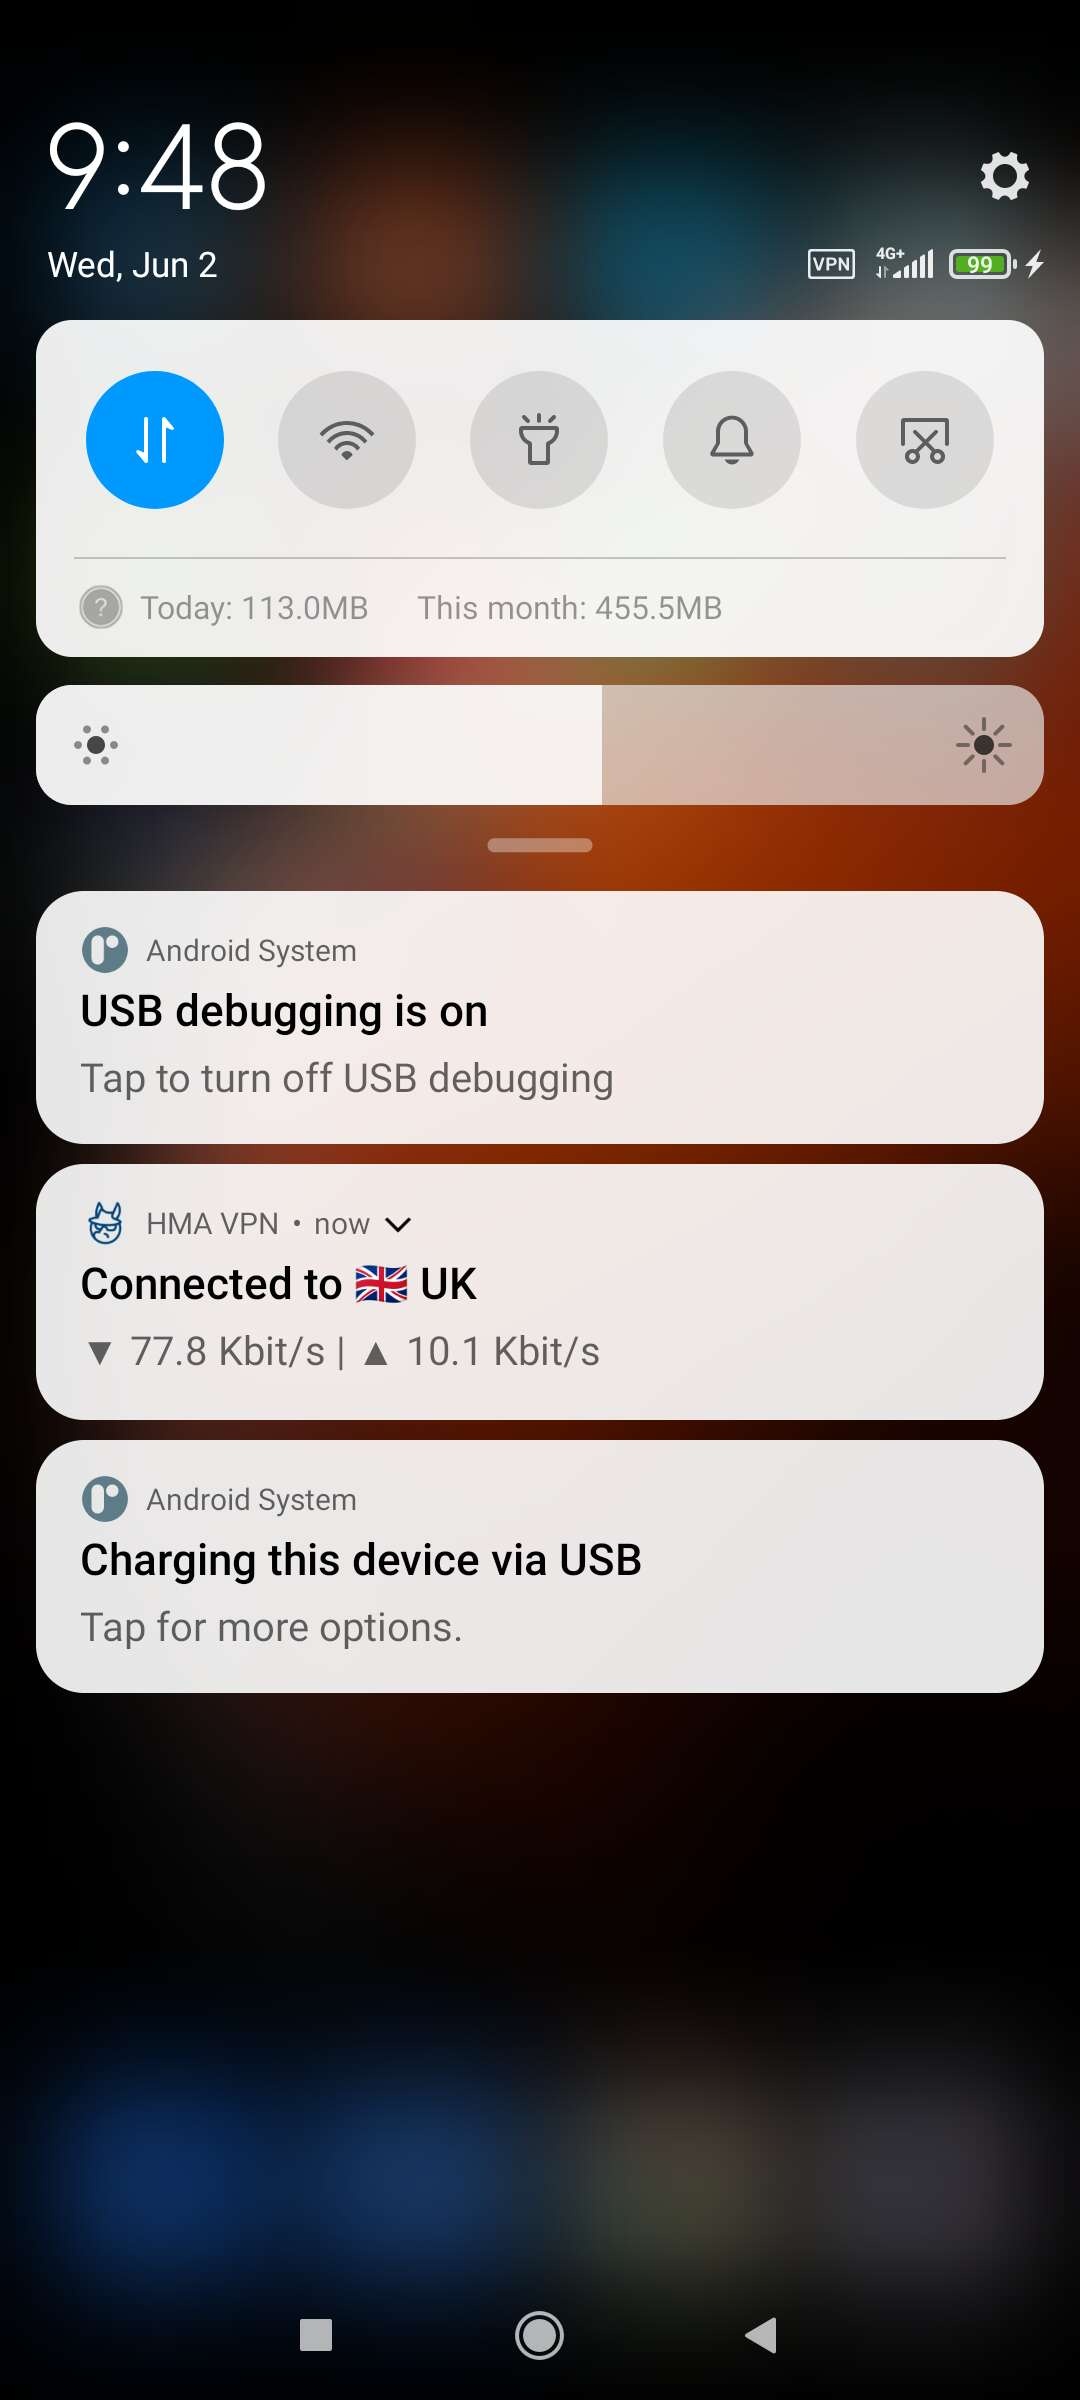 9:48
Wed, Jun 2
VPN 4G+ 99
? Today: 113.0MB This month: 455.5MB
Android System
USB debugging is on
Tap to turn off USB debugging
HMA VPN • now
Connected to 🇬🇧 UK
▼ 77.8 Kbit/s | ▲ 10.1 Kbit/s
Android System
Charging this device via USB
Tap for more options.